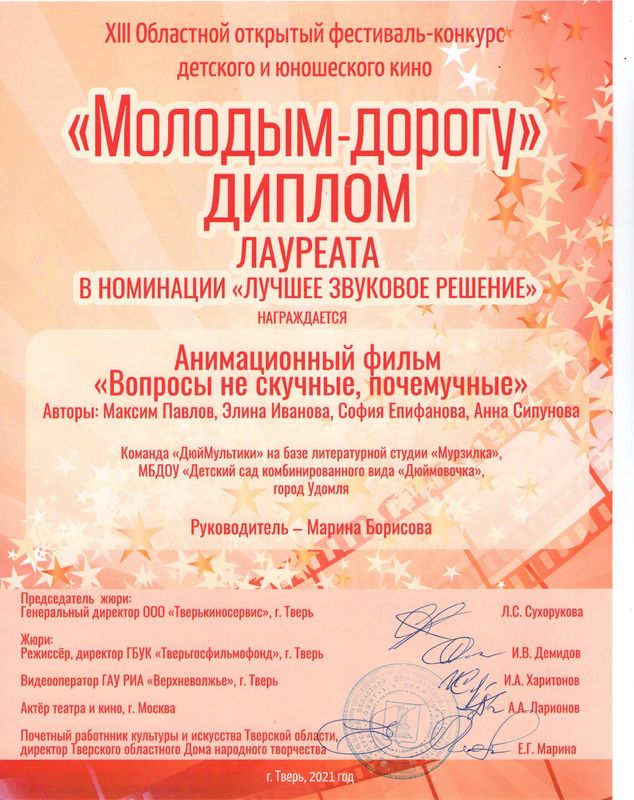 XIII Областной открытый фестиваль-конкурс
детского и юношеского кино
«Молодым-дорогу»
ДИПЛОМ
ЛАУРЕАТА
В НОМИНАЦИИ «ЛУЧШЕЕ ЗВУКОВОЕ РЕШЕНИЕ»
НАГРАЖДАЕТСЯ
Анимационный фильм
«Вопросы не скучные, почемучные»
Авторы: Максим Павлов, Элина Иванова, София Епифанова, Анна Сипунова
Команда «ДюйМультики» на базе литературной студии «Мурзилка»,
МБДОУ «Детский сад комбинированного вида «Дюймовочка»,
город Удомля
Руководитель – Марина Борисова
Председатель жюри:
Генеральный директор ООО «Тверькиносервис», г. Тверь Л.С. Сухорукова
Жюри:
Режиссёр, директор ГБУК «Тверьгосфильмофонд», г. Тверь И.В. Демидов
Видеооператор ГАУ РИА «Верхневолжье», г. Тверь И.А. Харитонов
Актёр театра и кино, г. Москва А.А. Ларионов
Почетный работник культуры и искусства Тверской области,
директор Тверского областного Дома народного творчества Е.Г. Марина
г. Тверь, 2021 год